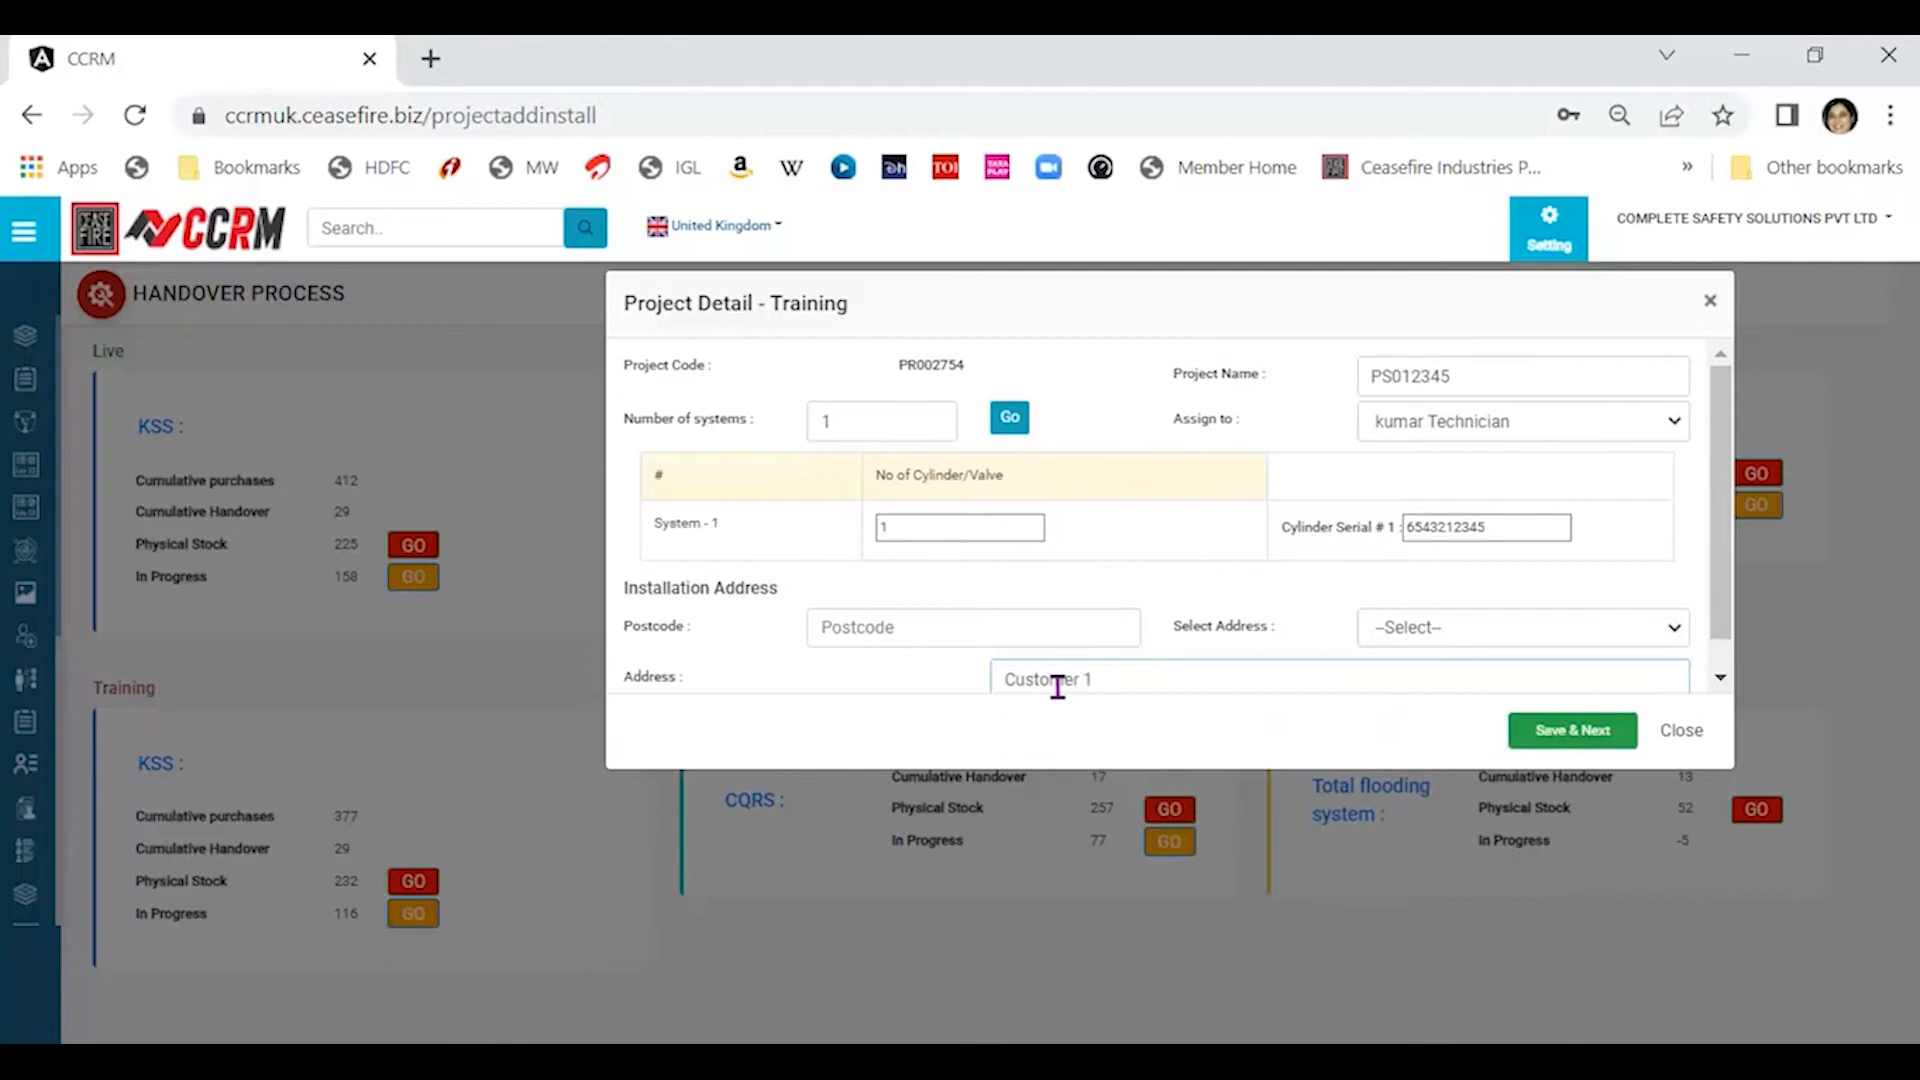 CCRM
ccrmuk.ceasefire.biz/projectaddinstall
Apps
Bookmarks
HDFC
MW
IGL
a
W
dh
TOI
TATA PLAY
Member Home
Ceasefire Industries P...
»
Other bookmarks
CEASE FIRE
CCRM
Search..
United Kingdom
Setting
COMPLETE SAFETY SOLUTIONS PVT LTD
HANDOVER PROCESS
Project Detail - Training
×
Project Code :
PR002754
Project Name :
PS012345
Number of systems :
1
Go
Assign to :
kumar Technician
#
No of Cylinder/Valve
System - 1
1
Cylinder Serial # 1 :
6543212345
Installation Address
Postcode :
Postcode
Select Address :
--Select--
Address :
Customer 1
Save & Next
Close
Live
KSS :
Cumulative purchases 412
Cumulative Handover 29
Physical Stock 225 GO
In Progress 158 GO
GO
GO
Training
KSS :
Cumulative purchases 377
Cumulative Handover 29
Physical Stock 232 GO
In Progress 116 GO
CQRS :
Cumulative Handover 17
Physical Stock 257 GO
In Progress 77 GO
Total flooding
system :
Cumulative Handover 13
Physical Stock 52 GO
In Progress -5